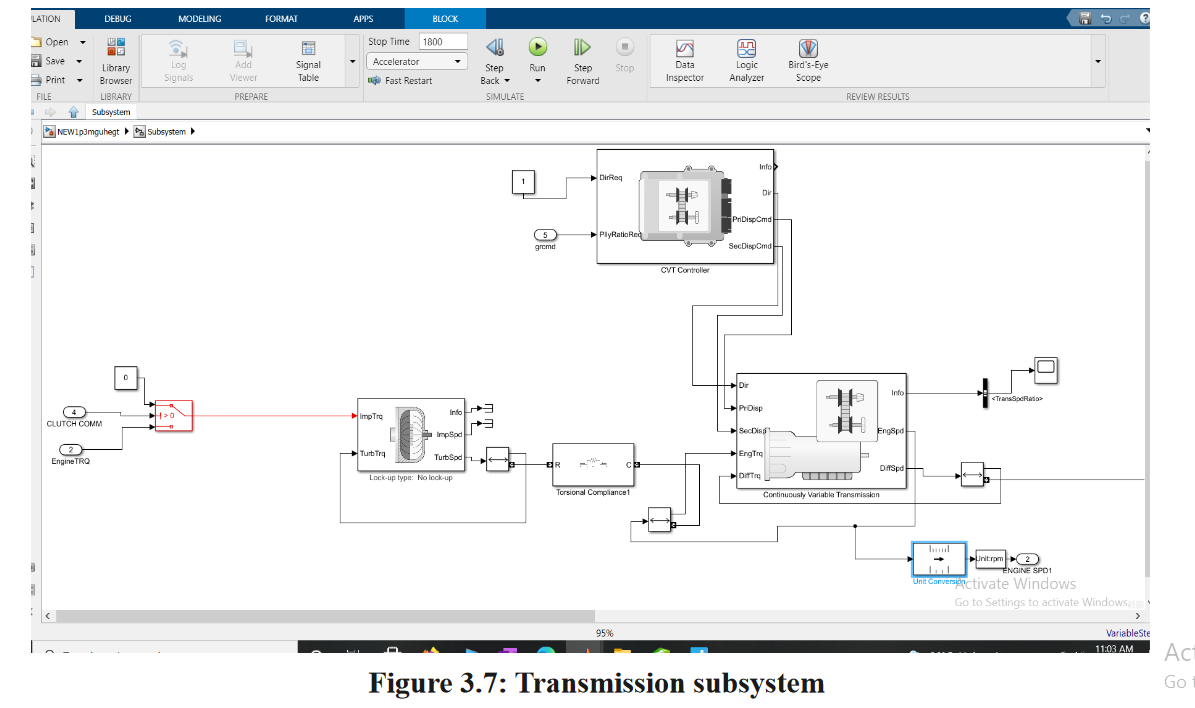 LATION DEBUG MODELING FORMAT APPS BLOCK
Open
Save
Print
FILE
Library
Browser
LIBRARY
Log
Signals
Add
Viewer
Signal
Table
PREPARE
Stop Time 1800
Accelerator
Fast Restart
Step
Back
Run
Step
Forward
Stop
SIMULATE
Data
Inspector
Logic
Analyzer
Bird's-Eye
Scope
REVIEW RESULTS
Subsystem
NEW1p3mguhegt Subsystem
1
DirReq
5
grcmd
PllyRatioReq
Info
Dir
PriDispCmd
SecDispCmd
CVT Controller
0
4
CLUTCH COMM
2
EngineTRQ
> 0
ImpTrq
TurbTrq
Info
ImpSpd
TurbSpd
Lock-up type: No lock-up
R C
Torsional Compliance1
Dir
PriDisp
SecDisp
EngTrq
DiffTrq
Info
EngSpd
DiffSpd
Continuously Variable Transmission
<TransSpdRatio>
Unit Conversion
Unit:rpm
2
ENGINE SPD1
Activate Windows
Go to Settings to activate Windows.
95%
VariableSte
11:03 AM
Act
Go t
Figure 3.7: Transmission subsystem